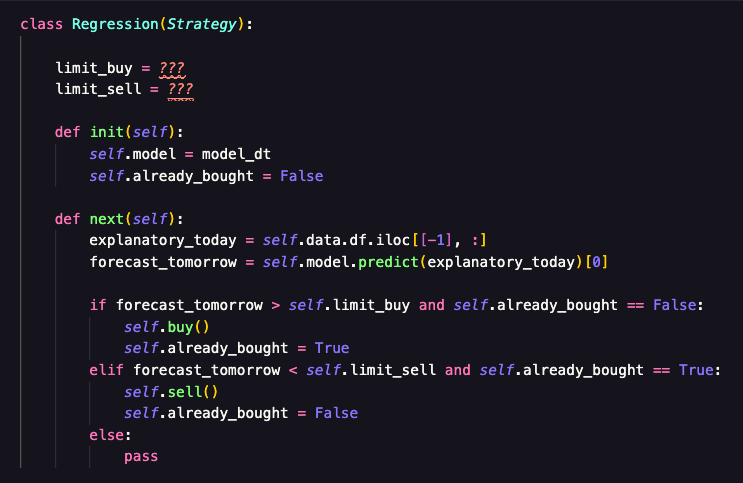 class Regression(Strategy):
limit_buy = ???
limit_sell = ???
def init(self):
self.model = model_dt
self.already_bought = False
def next(self):
explanatory_today = self.data.df.iloc[[-1], :]
forecast_tomorrow = self.model.predict(explanatory_today)[0]
if forecast_tomorrow > self.limit_buy and self.already_bought == False:
self.buy()
self.already_bought = True
elif forecast_tomorrow < self.limit_sell and self.already_bought == True:
self.sell()
self.already_bought = False
else:
pass